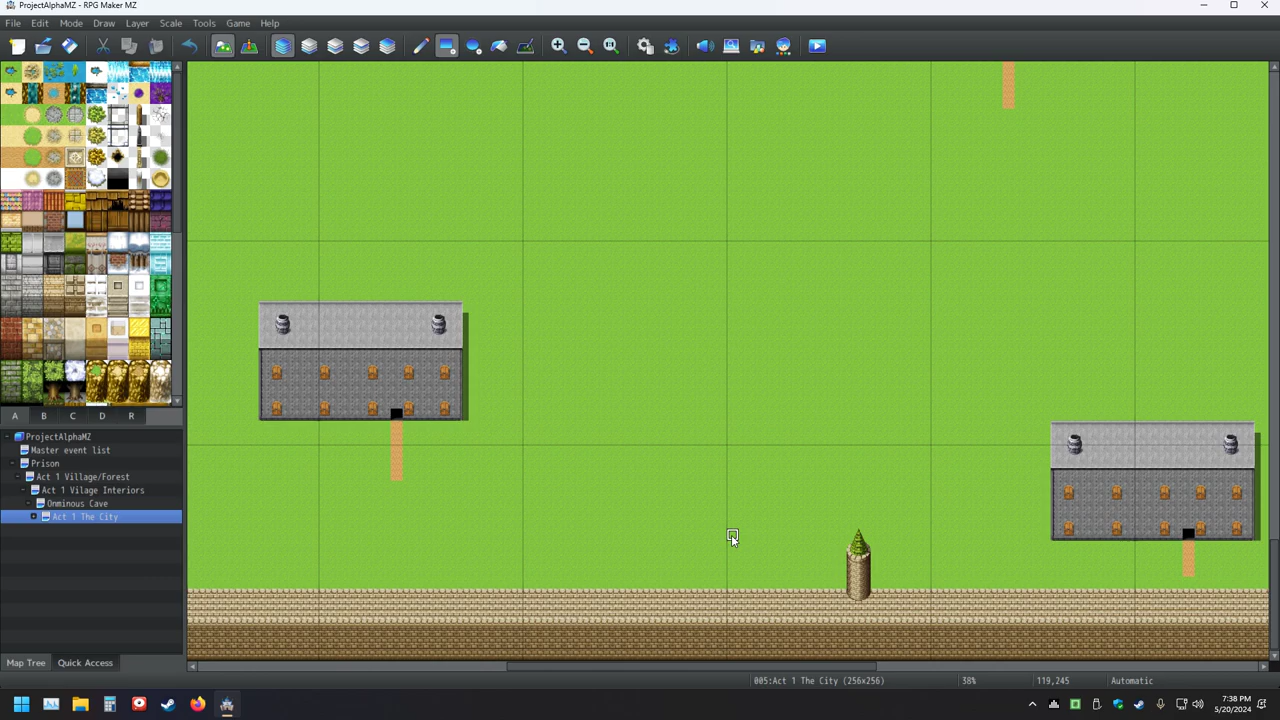 ProjectAlphaMZ - RPG Maker MZ
File Edit Mode Draw Layer Scale Tools Game Help
A B C D R
ProjectAlphaMZ
Master event list
Prison
Act 1 Village/Forest
Act 1 Vilage Interiors
Onminous Cave
Act 1 The City
Map Tree Quick Access
005:Act 1 The City (256x256) 38% 119,245 Automatic
7:38 PM
5/20/2024